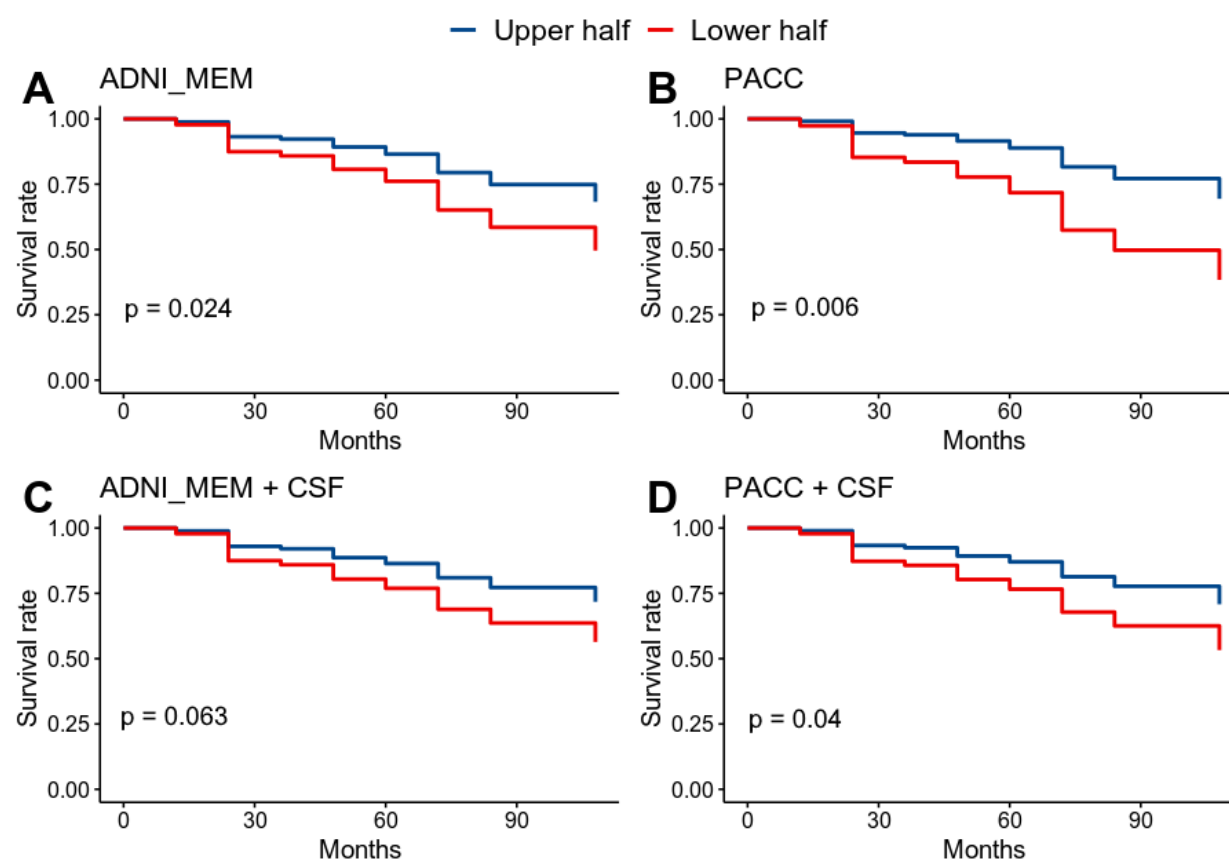 Upper half Lower half
A ADNI_MEM
1.00
0.75
0.50
0.25
0.00
Survival rate
p = 0.024
0 30 60 90
Months
B PACC
1.00
0.75
0.50
0.25
0.00
Survival rate
p = 0.006
0 30 60 90
Months
C ADNI_MEM + CSF
1.00
0.75
0.50
0.25
0.00
Survival rate
p = 0.063
0 30 60 90
Months
D PACC + CSF
1.00
0.75
0.50
0.25
0.00
Survival rate
p = 0.04
0 30 60 90
Months